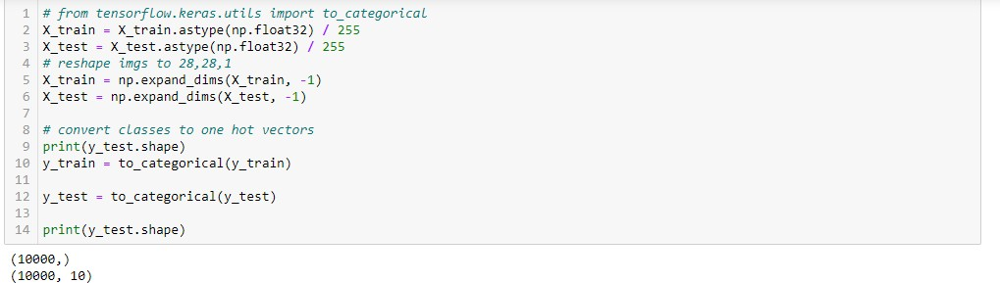 1 # from tensorflow.keras.utils import to_categorical
2 X_train = X_train.astype(np.float32) / 255
3 X_test = X_test.astype(np.float32) / 255
4 # reshape imgs to 28,28,1
5 X_train = np.expand_dims(X_train, -1)
6 X_test = np.expand_dims(X_test, -1)
7
8 # convert classes to one hot vectors
9 print(y_test.shape)
10 y_train = to_categorical(y_train)
11
12 y_test = to_categorical(y_test)
13
14 print(y_test.shape)
(10000,)
(10000, 10)